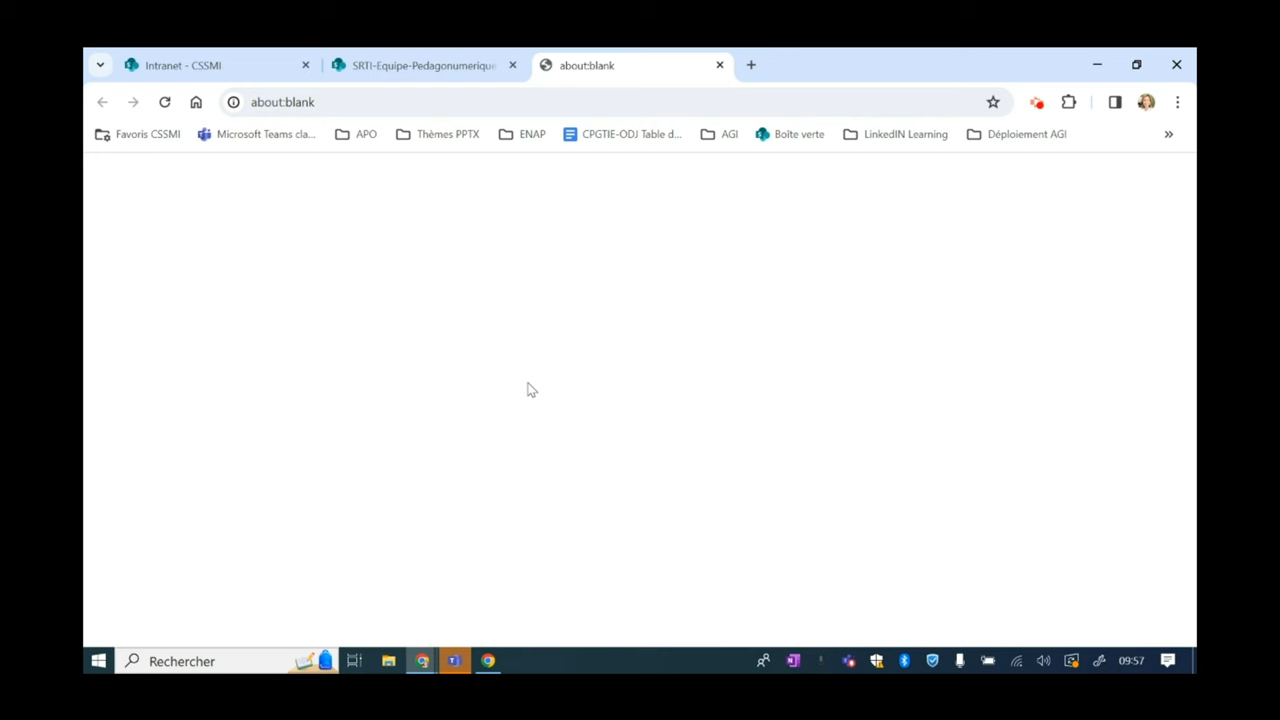 Intranet - CSSMI
SRTI-Equipe-Pedagonumerique
about:blank
about:blank
Favoris CSSMI
Microsoft Teams cla...
APO
Thèmes PPTX
ENAP
CPGTIE-ODJ Table d...
AGI
Boîte verte
LinkedIN Learning
Déploiement AGI
Rechercher
09:57